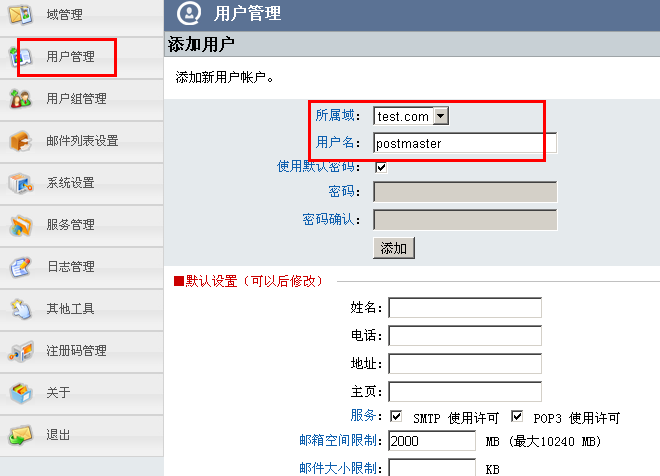 域管理
用户管理
用户组管理
邮件列表设置
系统设置
服务管理
日志管理
其他工具
注册码管理
关于
退出
用户管理
添加用户
添加新用户帐户。
所属域： test.com
用户名： postmaster
使用默认密码：
密码：
密码确认：
添加
默认设置（可以后修改）
姓名：
电话：
地址：
主页：
服务： SMTP 使用许可 POP3 使用许可
邮箱空间限制： 2000 MB (最大10240 MB)
邮件大小限制： KB